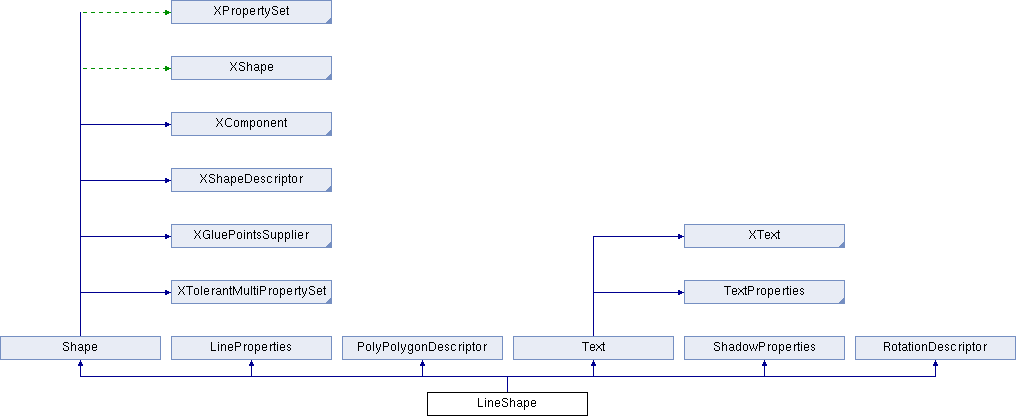 XPropertySet
XShape
XComponent
XShapeDescriptor
XGluePointsSupplier
XText
XTolerantMultiPropertySet
TextProperties
Shape
LineProperties
PolyPolygonDescriptor
Text
ShadowProperties
RotationDescriptor
LineShape